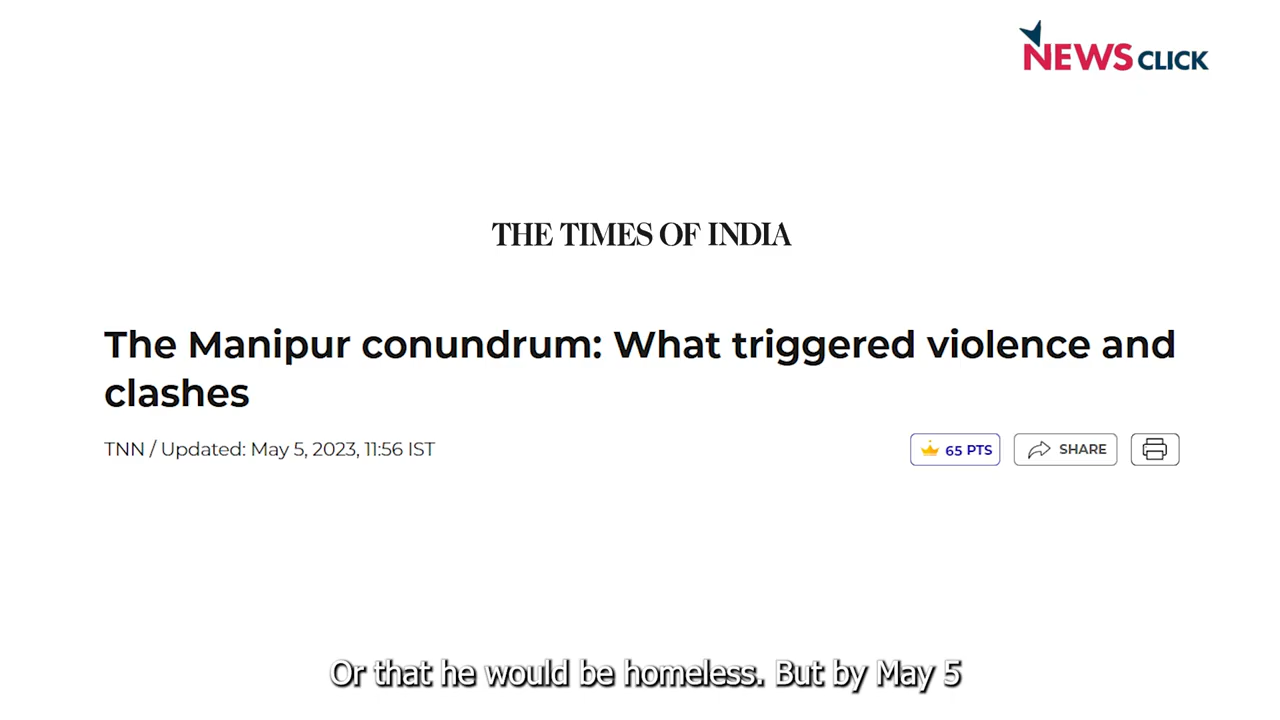 NEWS CLICK
THE TIMES OF INDIA
The Manipur conundrum: What triggered violence and
clashes
TNN / Updated: May 5, 2023, 11:56 IST
65 PTS
SHARE
Or that he would be homeless. But by May 5